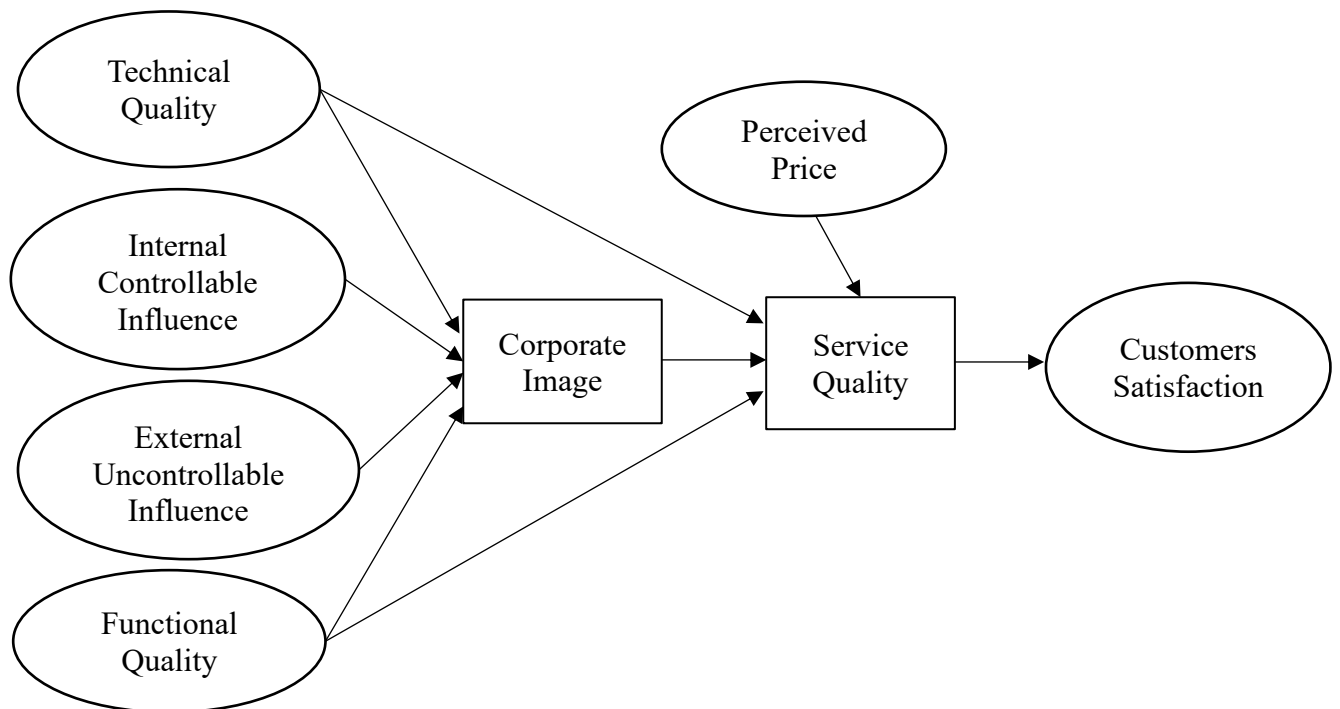 Technical
Quality
Perceived
Price
Internal
Controllable
Influence
Corporate
Image
Service
Quality
Customers
Satisfaction
External
Uncontrollable
Influence
Functional
Quality